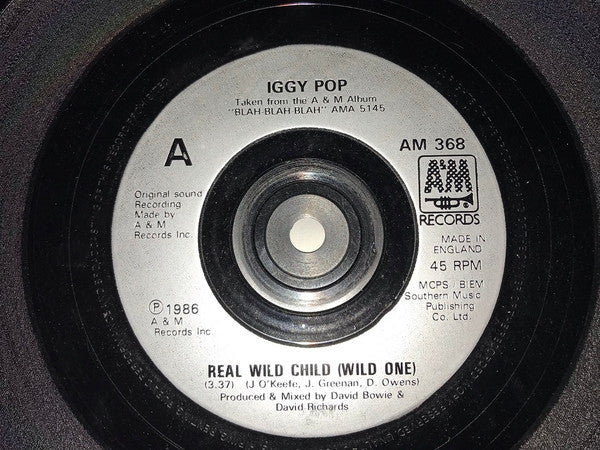 IGGY POP
Taken from the A & M Album
"BLAH-BLAH-BLAH" AMA 5145
A
AM 368
A&M
RECORDS
Original sound
Recording
Made by
A & M
Records Inc.
MADE IN
ENGLAND
45 RPM
MCPS / BIEM
Southern Music
Publishing
Co. Ltd.
Ⓟ 1986
A & M
Records Inc.
REAL WILD CHILD (WILD ONE)
(3.37) (J O'Keefe, J. Greenan, D. Owens)
Produced & Mixed by David Bowie &
David Richards